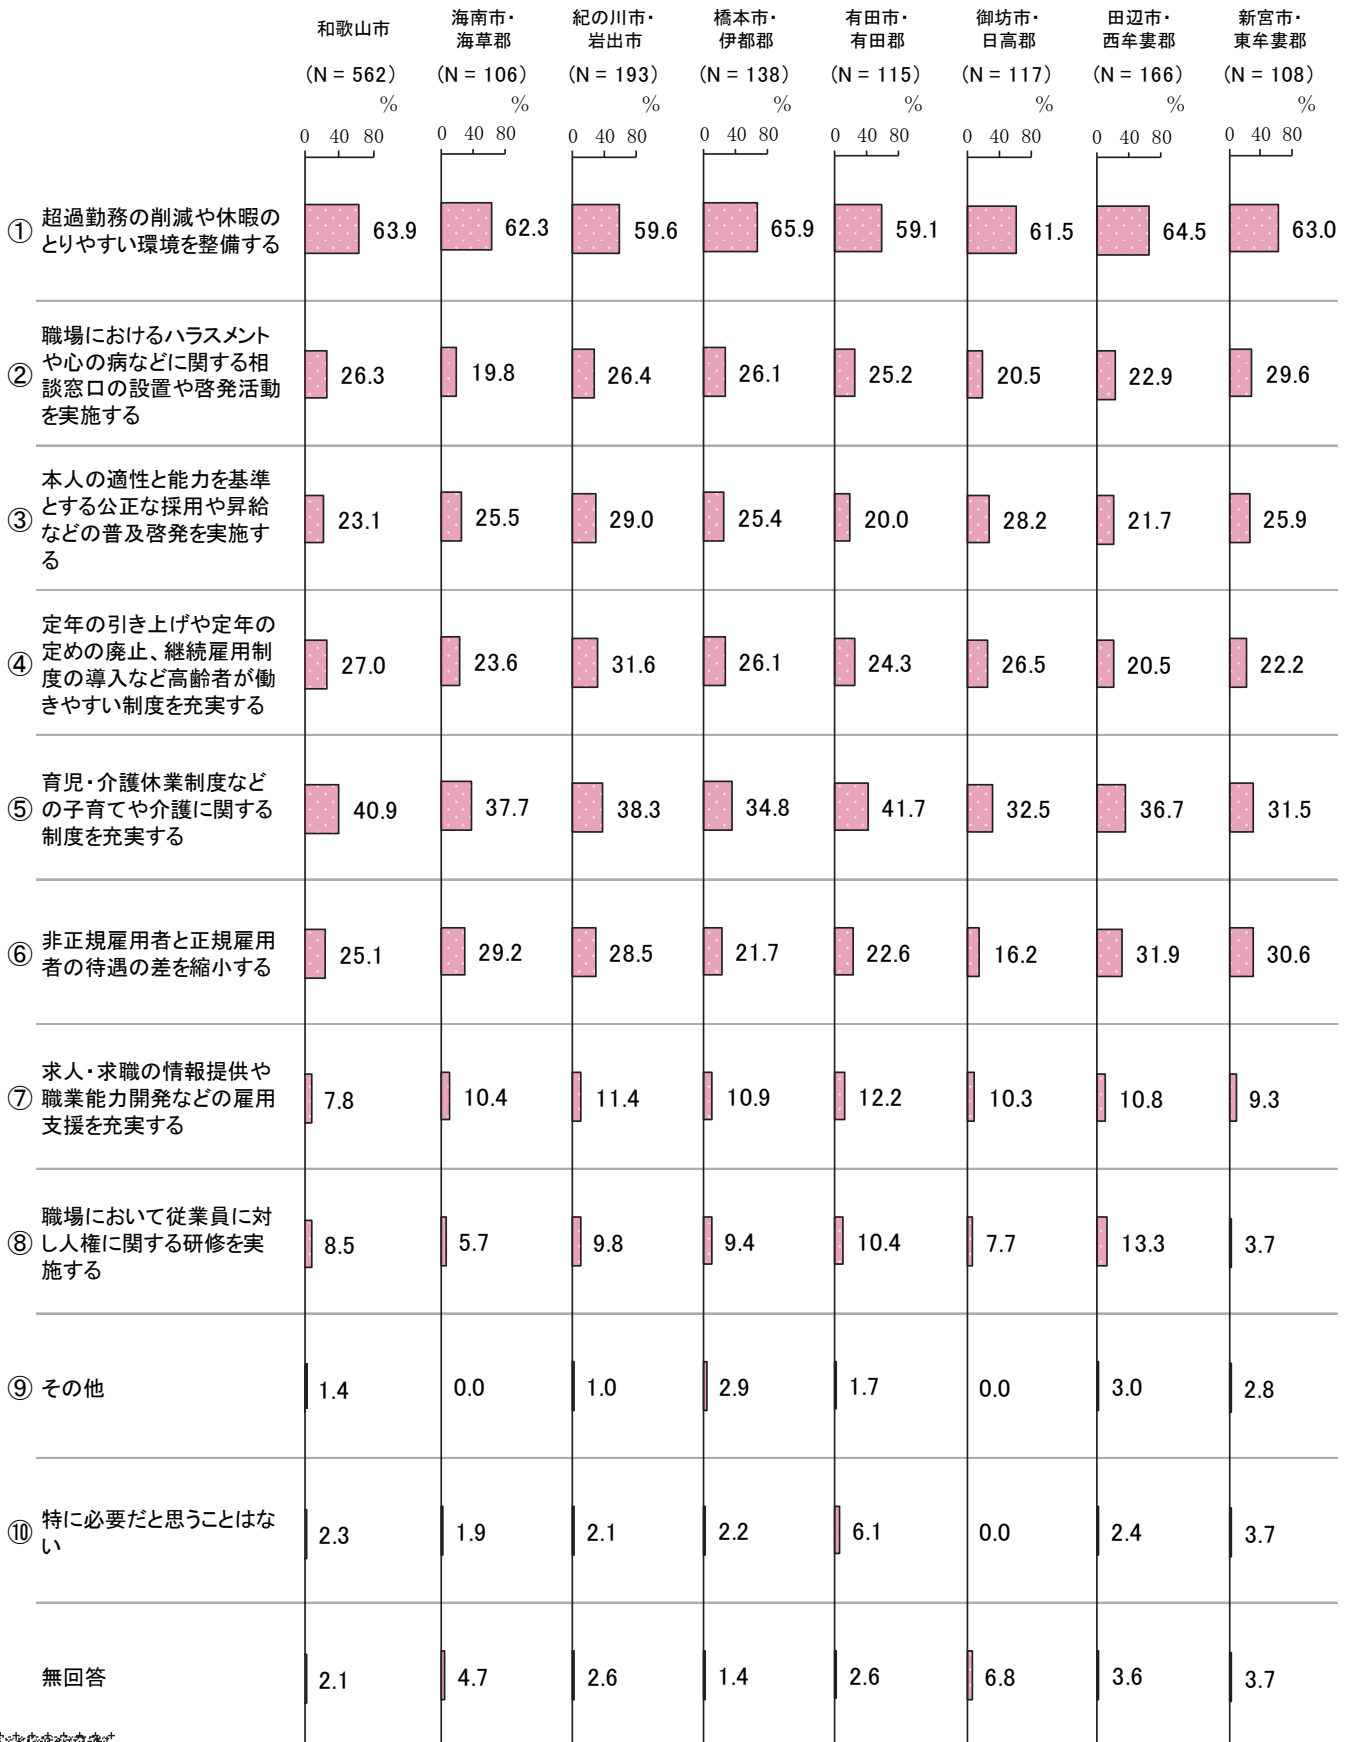 和歌山市
海南市・
海草郡
紀の川市・
岩出市
橋本市・
伊都郡
有田市・
有田郡
御坊市・
日高郡
田辺市・
西牟婁郡
新宮市・
東牟婁郡
(N = 562) (N = 106) (N = 193) (N = 138) (N = 115) (N = 117) (N = 166) (N = 108)
% % % % % % % %
0 40 80 0 40 80 0 40 80 0 40 80 0 40 80 0 40 80 0 40 80 0 40 80
① 超過勤務の削減や休暇の
とりやすい環境を整備する
63.9 62.3 59.6 65.9 59.1 61.5 64.5 63.0
② 職場におけるハラスメント
や心の病などに関する相
談窓口の設置や啓発活動
を実施する
26.3 19.8 26.4 26.1 25.2 20.5 22.9 29.6
③ 本人の適性と能力を基準
とする公正な採用や昇給
などの普及啓発を実施す
る
23.1 25.5 29.0 25.4 20.0 28.2 21.7 25.9
④ 定年の引き上げや定年の
定めの廃止、継続雇用制
度の導入など高齢者が働
きやすい制度を充実する
27.0 23.6 31.6 26.1 24.3 26.5 20.5 22.2
⑤ 育児・介護休業制度など
の子育てや介護に関する
制度を充実する
40.9 37.7 38.3 34.8 41.7 32.5 36.7 31.5
⑥ 非正規雇用者と正規雇用
者の待遇の差を縮小する
25.1 29.2 28.5 21.7 22.6 16.2 31.9 30.6
⑦ 求人・求職の情報提供や
職業能力開発などの雇用
支援を充実する
7.8 10.4 11.4 10.9 12.2 10.3 10.8 9.3
⑧ 職場において従業員に対
し人権に関する研修を実
施する
8.5 5.7 9.8 9.4 10.4 7.7 13.3 3.7
⑨ その他
1.4 0.0 1.0 2.9 1.7 0.0 3.0 2.8
⑩ 特に必要だと思うことはな
い
2.3 1.9 2.1 2.2 6.1 0.0 2.4 3.7
無回答
2.1 4.7 2.6 1.4 2.6 6.8 3.6 3.7